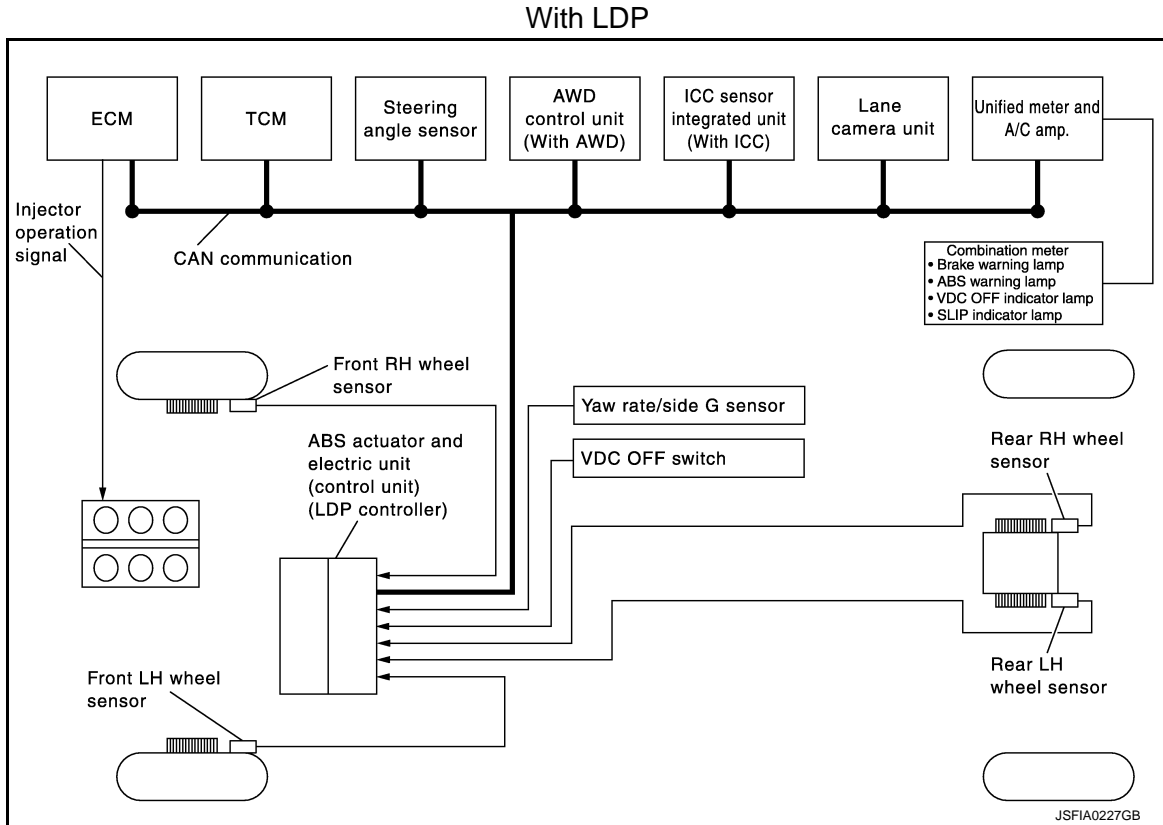 With LDP
ECM
TCM
Steering
angle sensor
AWD
control unit
(With AWD)
ICC sensor
integrated unit
(With ICC)
Lane
camera unit
Unified meter and
A/C amp.
Injector
operation
signal
CAN communication
Combination meter
• Brake warning lamp
• ABS warning lamp
• VDC OFF indicator lamp
• SLIP indicator lamp
Front RH wheel
sensor
Yaw rate/side G sensor
ABS actuator and
electric unit
(control unit)
(LDP controller)
VDC OFF switch
Rear RH wheel
sensor
Front LH wheel
sensor
Rear LH
wheel sensor
JSFIA0227GB